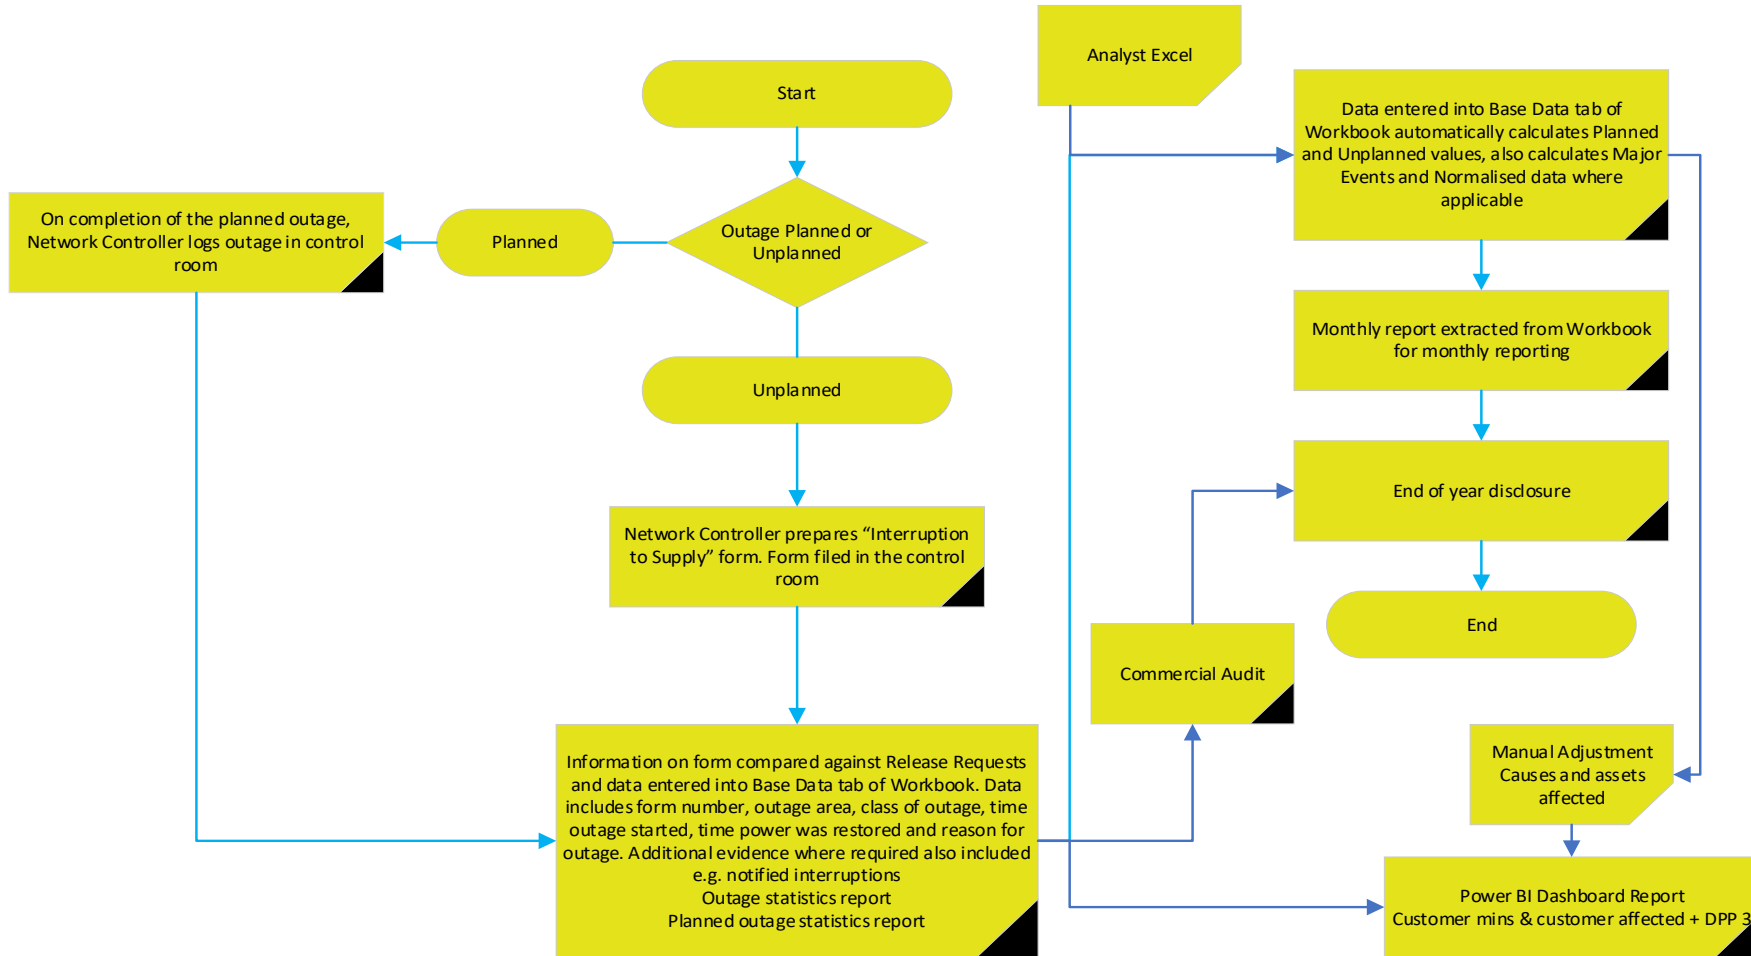 Start
Outage Planned or
Unplanned
Planned
On completion of the planned outage,
Network Controller logs outage in control
room
Unplanned
Network Controller prepares “Interruption
to Supply” form. Form filed in the control
room
Information on form compared against Release Requests
and data entered into Base Data tab of Workbook. Data
includes form number, outage area, class of outage, time
outage started, time power was restored and reason for
outage. Additional evidence where required also included
e.g. notified interruptions
Outage statistics report
Planned outage statistics report
Analyst Excel
Data entered into Base Data tab of
Workbook automatically calculates Planned
and Unplanned values, also calculates Major
Events and Normalised data where
applicable
Monthly report extracted from Workbook
for monthly reporting
End of year disclosure
End
Commercial Audit
Manual Adjustment
Causes and assets
affected
Power BI Dashboard Report
Customer mins & customer affected + DPP 3